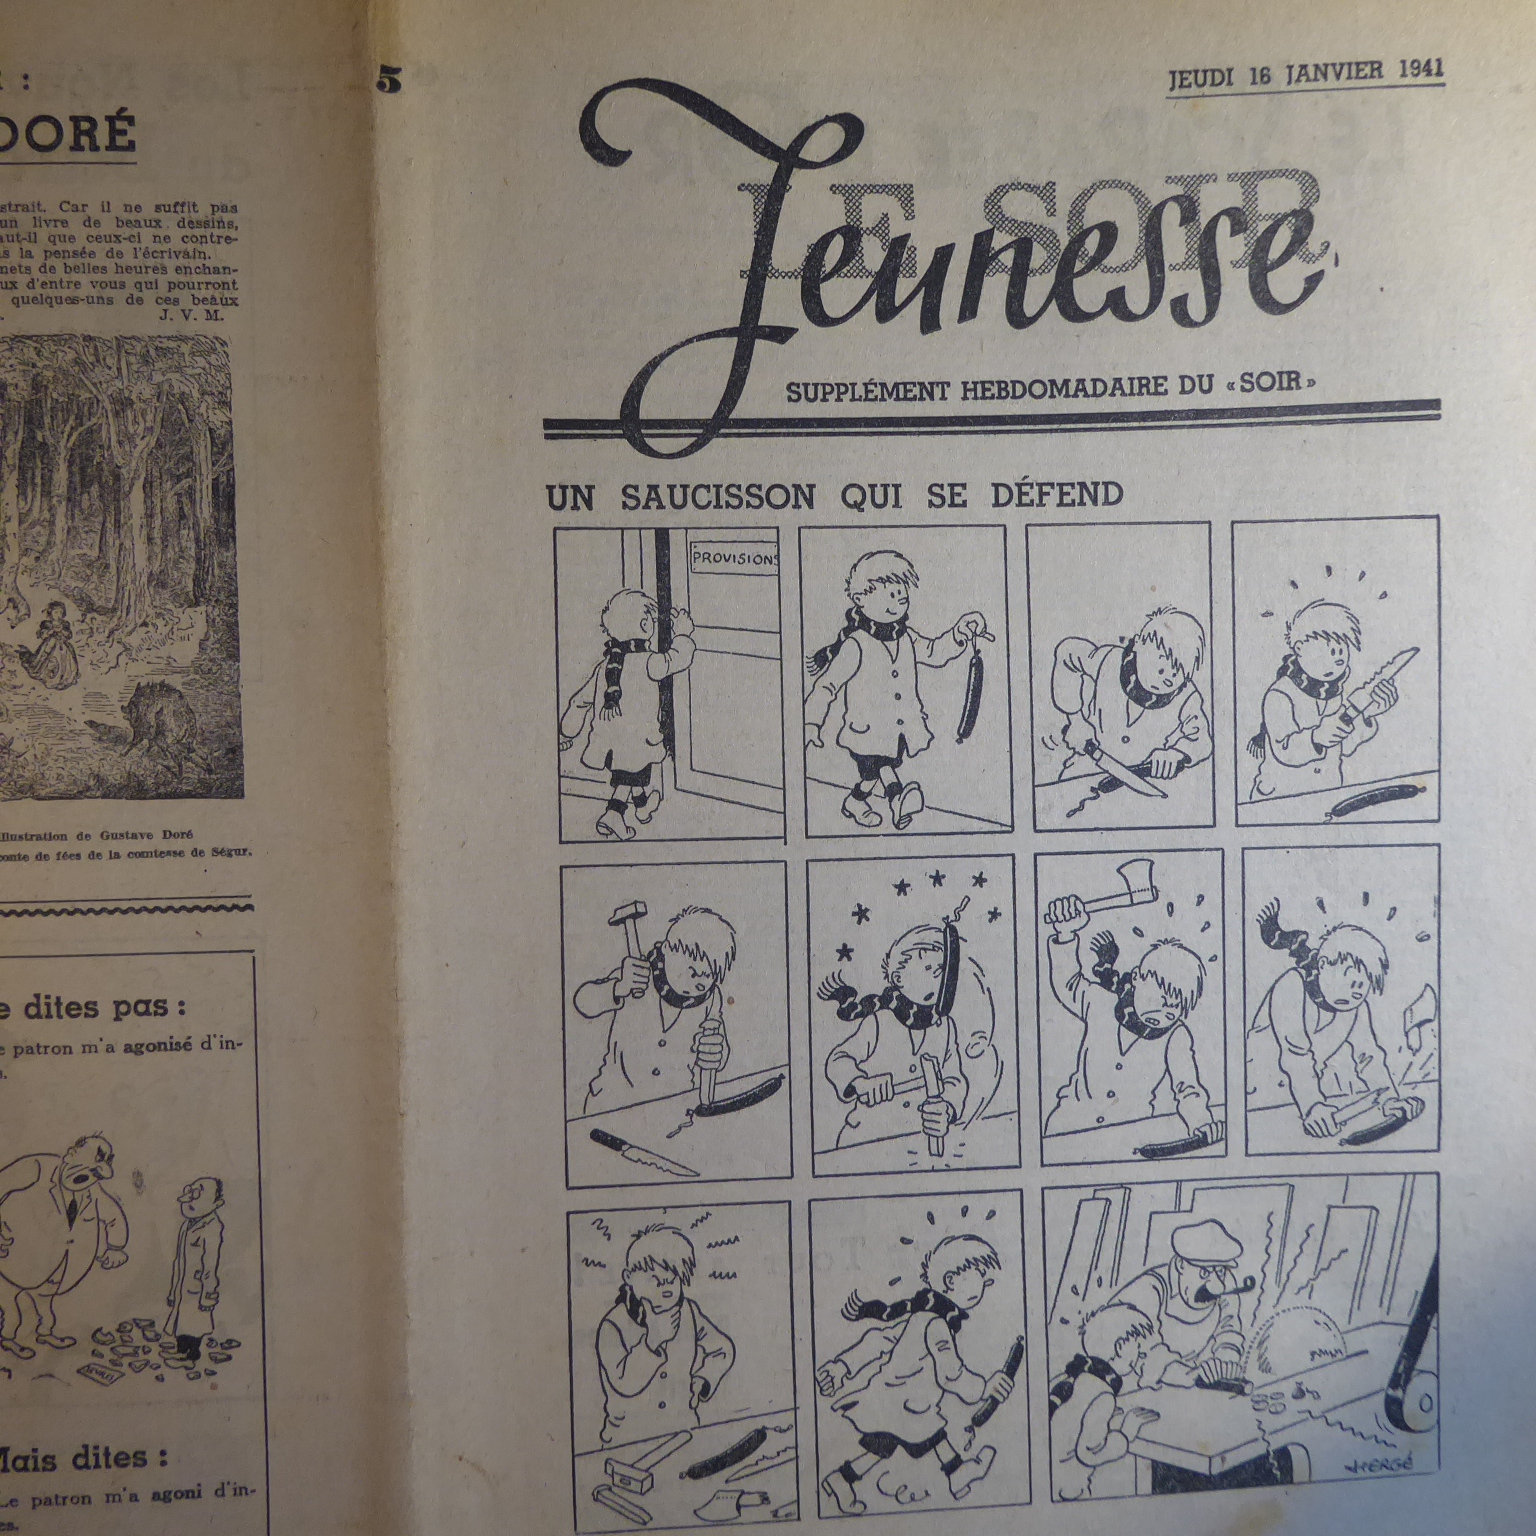 DORÉ
strait. Car il ne suffit pas
un livre de beaux dessins,
aut-il que ceux-ci ne contre-
la pensée de l'écrivain.
nets de belles heures enchan-
ux d'entre vous qui pourront
quelques-uns de ces beaux
J. V. M.
llustration de Gustave Doré
conte de fées de la comtesse de Ségur.
e dites pas :
e patron m'a agonisé d'in-
Mais dites :
Le patron m'a agoni d'in-
es.
5
JEUDI 16 JANVIER 1941
LE SOIR
Jeunesse
SUPPLÉMENT HEBDOMADAIRE DU « SOIR »
UN SAUCISSON QUI SE DÉFEND
PROVISIONS
HERGÉ